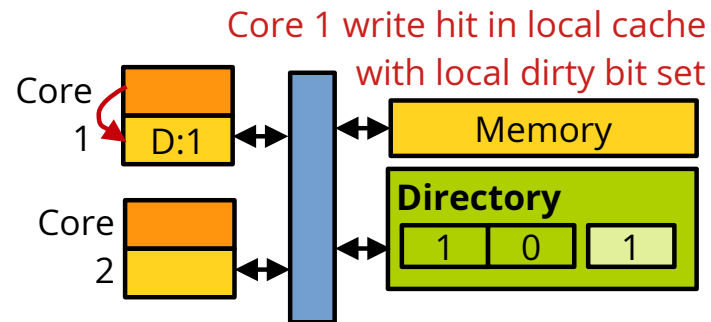 Core 1 write hit in local cache
with local dirty bit set
Core
1
D:1
Memory
Directory
1 0 1
Core
2